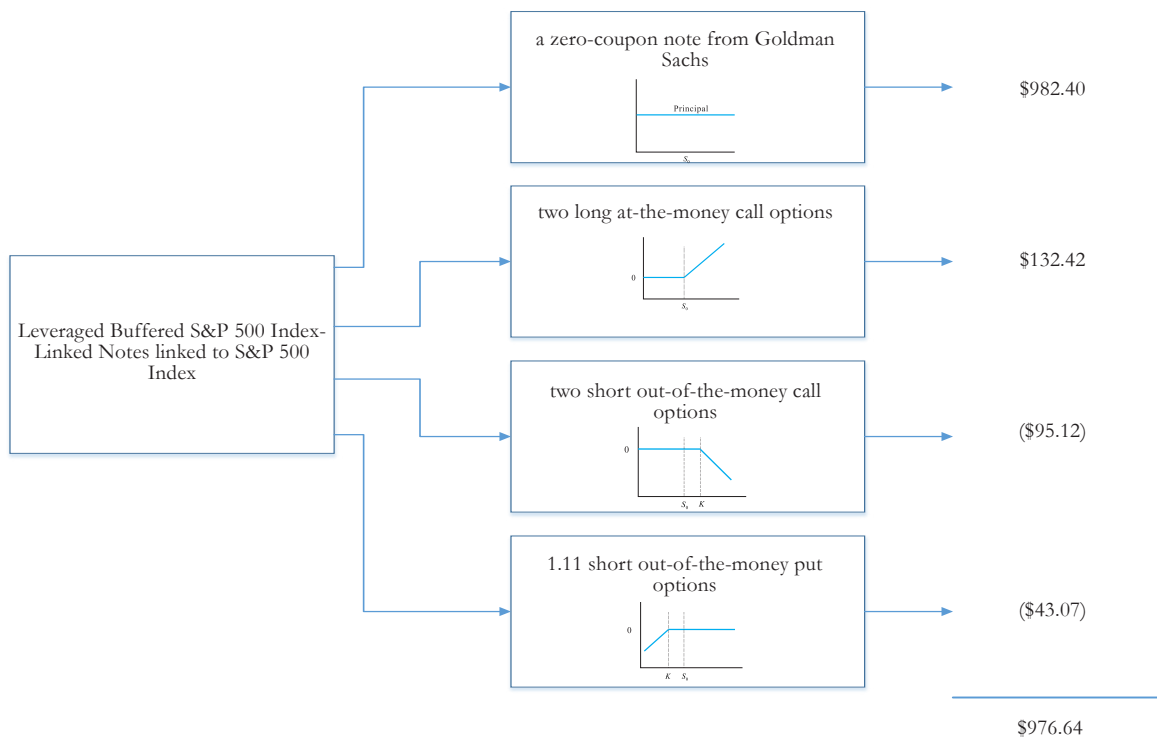 a zero-coupon note from Goldman
Sachs
Principal
S₀
$982.40
two long at-the-money call options
0
S₀
$132.42
Leveraged Buffered S&P 500 Index-
Linked Notes linked to S&P 500
Index
two short out-of-the-money call
options
0
S₀ K
($95.12)
1.11 short out-of-the-money put
options
0
K S₀
($43.07)
$976.64